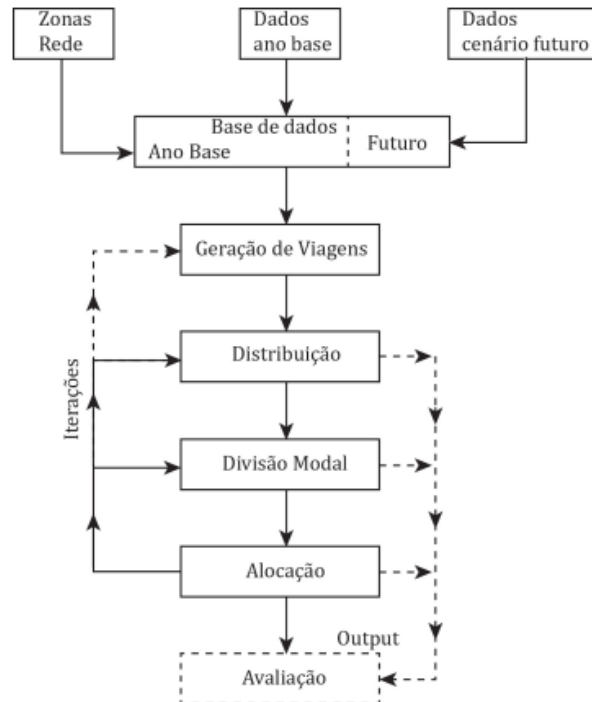 Zonas
Rede
Dados
ano base
Dados
cenário futuro
Base de dados
Ano Base
Futuro
Geração de Viagens
Distribuição
Iterações
Divisão Modal
Alocação
Output
Avaliação